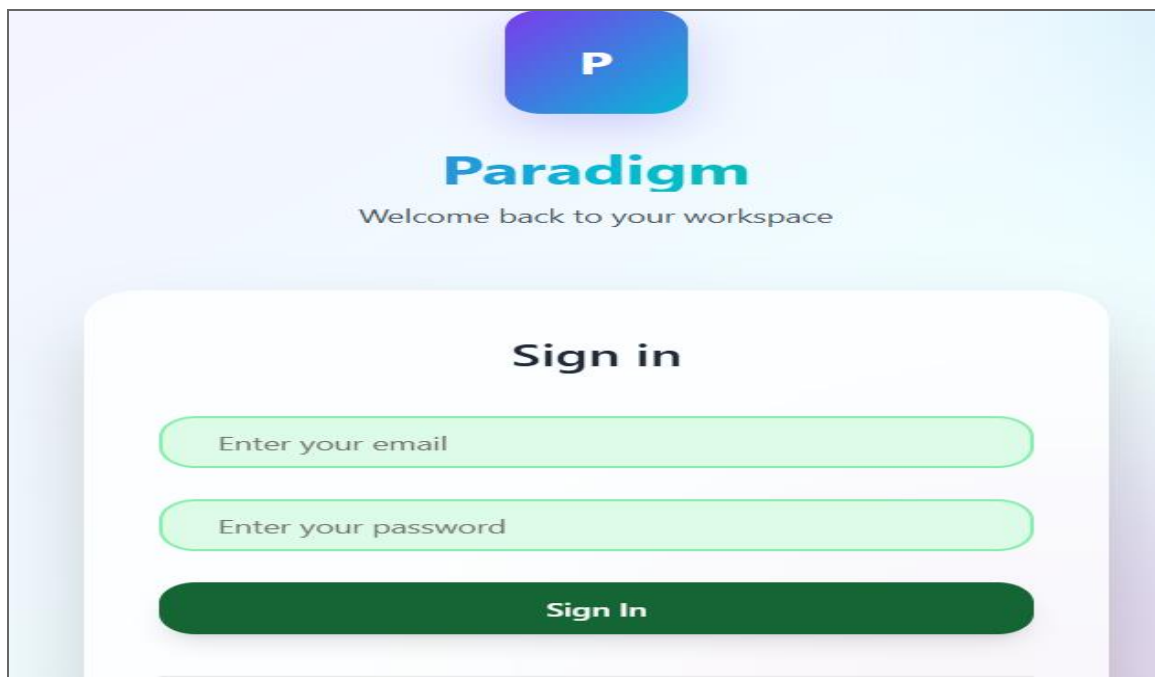 P
Paradigm
Welcome back to your workspace
Sign in
Enter your email
Enter your password
Sign In